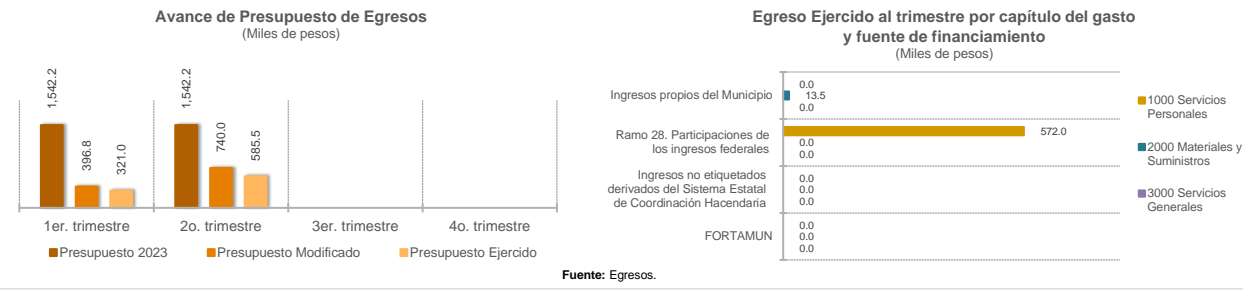 Avance de Presupuesto de Egresos
(Miles de pesos)
1,542.2
396.8
321.0
1,542.2
740.0
585.5
1er. trimestre
2o. trimestre
3er. trimestre
4o. trimestre
Presupuesto 2023
Presupuesto Modificado
Presupuesto Ejercido
Egreso Ejercido al trimestre por capítulo del gasto
y fuente de financiamiento
(Miles de pesos)
Ingresos propios del Municipio
0.0
13.5
0.0
Ramo 28. Participaciones de
los ingresos federales
572.0
0.0
0.0
Ingresos no etiquetados
derivados del Sistema Estatal
de Coordinación Hacendaria
0.0
0.0
0.0
FORTAMUN
0.0
0.0
0.0
1000 Servicios
Personales
2000 Materiales y
Suministros
3000 Servicios
Generales
Fuente: Egresos.